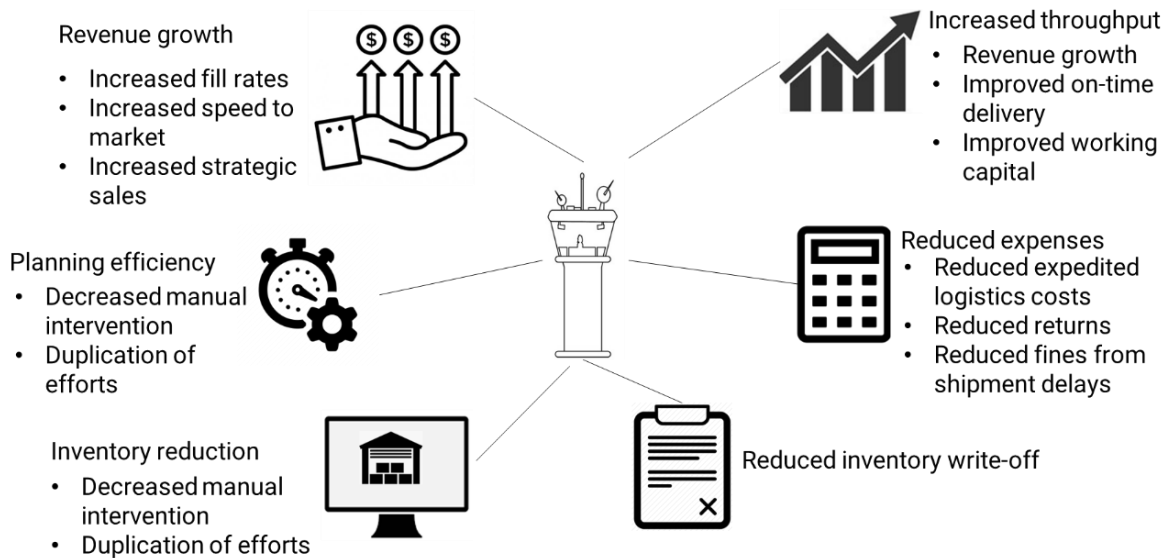 Revenue growth
• Increased fill rates
• Increased speed to
market
• Increased strategic
sales
$ $ $
Increased throughput
• Revenue growth
• Improved on-time
delivery
• Improved working
capital
Planning efficiency
• Decreased manual
intervention
• Duplication of
efforts
Reduced expenses
• Reduced expedited
logistics costs
• Reduced returns
• Reduced fines from
shipment delays
Inventory reduction
• Decreased manual
intervention
• Duplication of efforts
Reduced inventory write-off